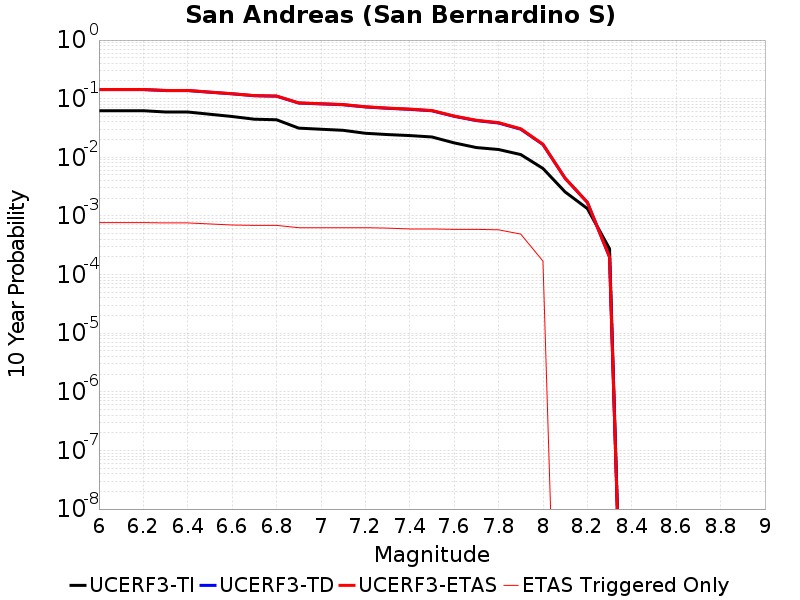 San Andreas (San Bernardino S)
10^0
10^-1
10^-2
10^-3
10^-4
10^-5
10^-6
10^-7
10^-8
10 Year Probability
6 6.2 6.4 6.6 6.8 7 7.2 7.4 7.6 7.8 8 8.2 8.4 8.6 8.8 9
Magnitude
UCERF3-TI UCERF3-TD UCERF3-ETAS ETAS Triggered Only